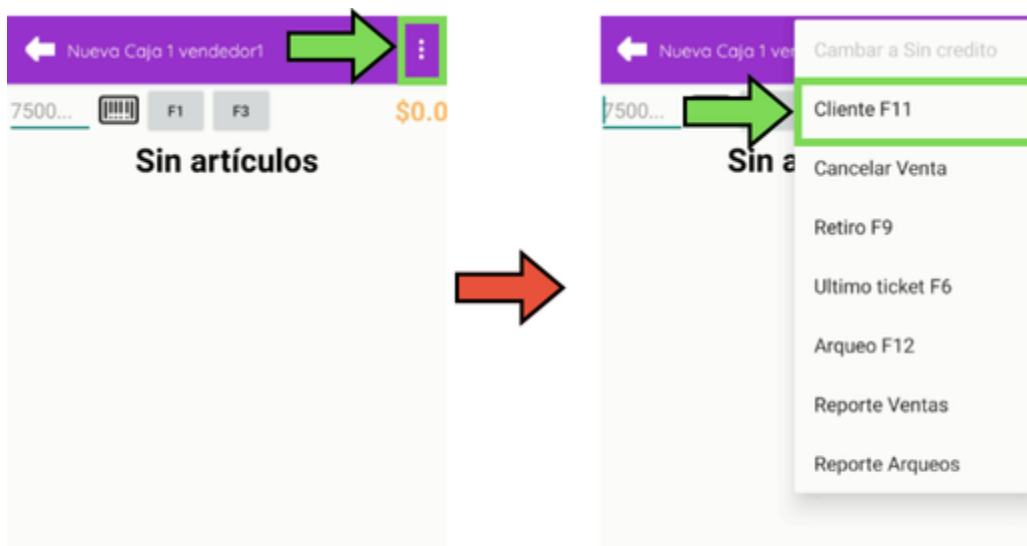 Nueva Caja 1 vendedor1
7500...
F1
F3
$0.0
Sin artículos
Nueva Caja 1 ver
Cambar a Sin credito
7500...
Cliente F11
Sin a
Cancelar Venta
Retiro F9
Ultimo ticket F6
Arqueo F12
Reporte Ventas
Reporte Arqueos